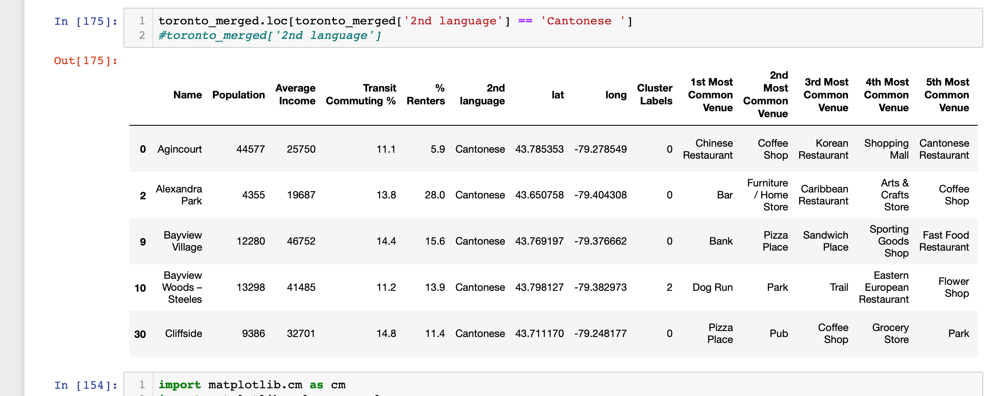 In [175]:
1 toronto_merged.loc[toronto_merged['2nd language'] == 'Cantonese ']
2 #toronto_merged['2nd language']
Out[175]:
Name Population Average Income Transit Commuting % % Renters 2nd language lat long Cluster Labels 1st Most Common Venue 2nd Most Common Venue 3rd Most Common Venue 4th Most Common Venue 5th Most Common Venue
0 Agincourt 44577 25750 11.1 5.9 Cantonese 43.785353 -79.278549 0 Chinese Restaurant Coffee Shop Korean Restaurant Shopping Mall Cantonese Restaurant
2 Alexandra Park 4355 19687 13.8 28.0 Cantonese 43.650758 -79.404308 0 Bar Furniture / Home Store Caribbean Restaurant Arts & Crafts Store Coffee Shop
9 Bayview Village 12280 46752 14.4 15.6 Cantonese 43.769197 -79.376662 0 Bank Pizza Place Sandwich Place Sporting Goods Shop Fast Food Restaurant
10 Bayview Woods – Steeles 13298 41485 11.2 13.9 Cantonese 43.798127 -79.382973 2 Dog Run Park Trail Eastern European Restaurant Flower Shop
30 Cliffside 9386 32701 14.8 11.4 Cantonese 43.711170 -79.248177 0 Pizza Place Pub Coffee Shop Grocery Store Park
In [154]:
1 import matplotlib.cm as cm